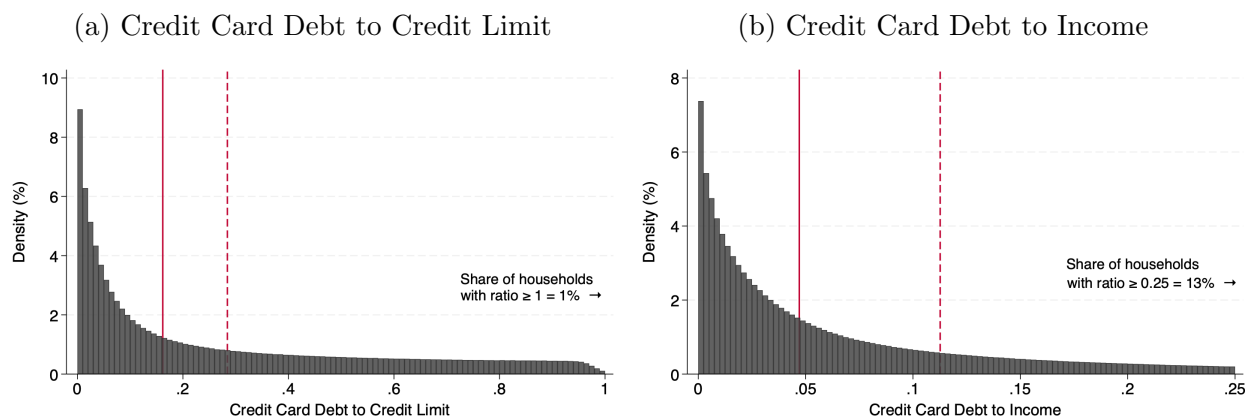 (a) Credit Card Debt to Credit Limit
10
8
6
4
2
0
Density (%)
Share of households
with ratio ≥ 1 = 1% →
0 .2 .4 .6 .8 1
Credit Card Debt to Credit Limit
(b) Credit Card Debt to Income
8
6
4
2
0
Density (%)
Share of households
with ratio ≥ 0.25 = 13% →
0 .05 .1 .15 .2 .25
Credit Card Debt to Income